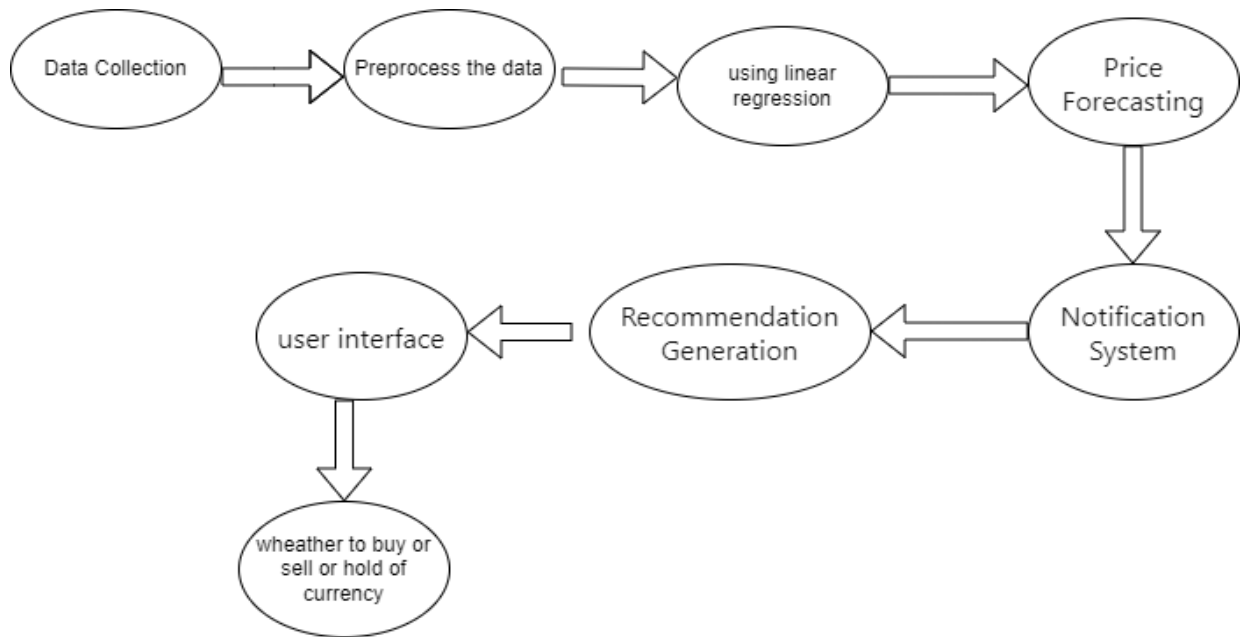 Data Collection
Preprocess the data
using linear
regression
Price
Forecasting
Notification
System
Recommendation
Generation
user interface
wheather to buy or
sell or hold of
currency